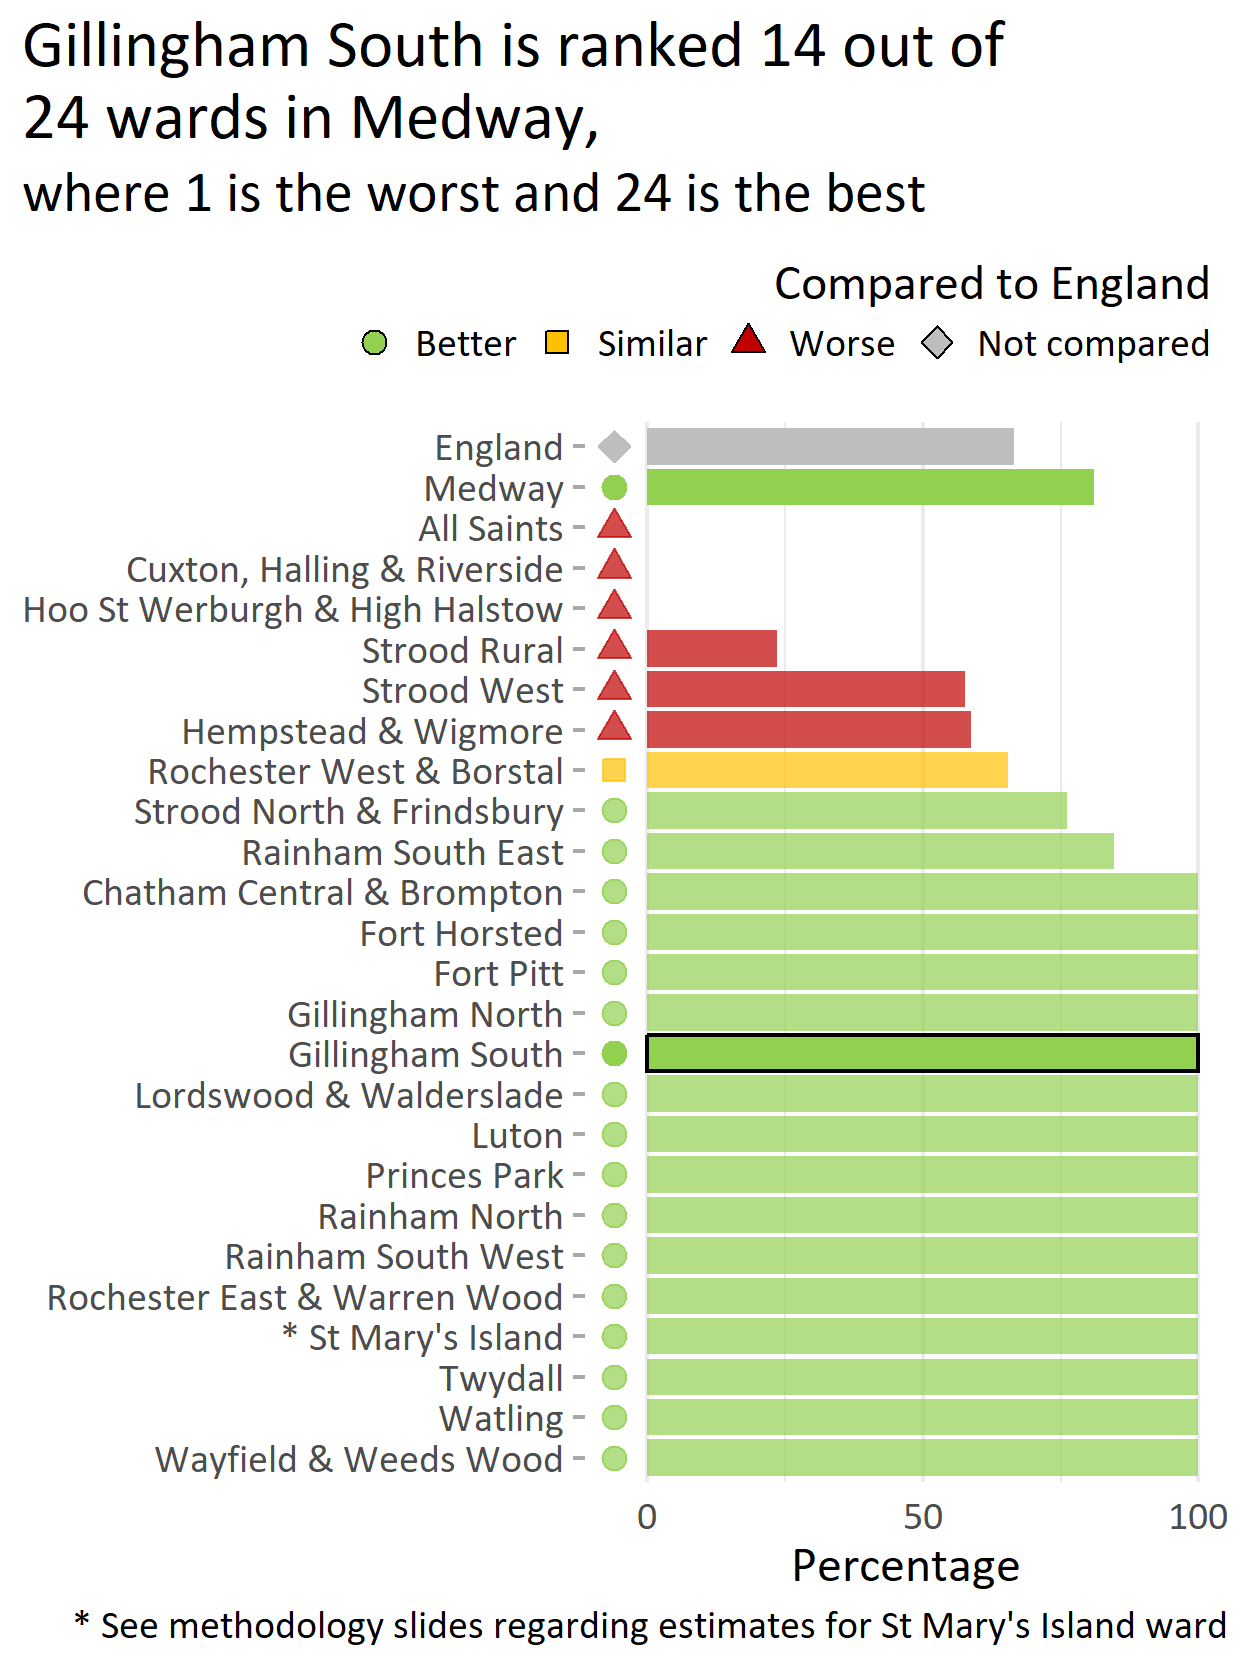 Gillingham South is ranked 14 out of
24 wards in Medway,
where 1 is the worst and 24 is the best
Compared to England
Better Similar Worse Not compared
England
Medway
All Saints
Cuxton, Halling & Riverside
Hoo St Werburgh & High Halstow
Strood Rural
Strood West
Hempstead & Wigmore
Rochester West & Borstal
Strood North & Frindsbury
Rainham South East
Chatham Central & Brompton
Fort Horsted
Fort Pitt
Gillingham North
Gillingham South
Lordswood & Walderslade
Luton
Princes Park
Rainham North
Rainham South West
Rochester East & Warren Wood
* St Mary's Island
Twydall
Watling
Wayfield & Weeds Wood
0 50 100
Percentage
* See methodology slides regarding estimates for St Mary's Island ward